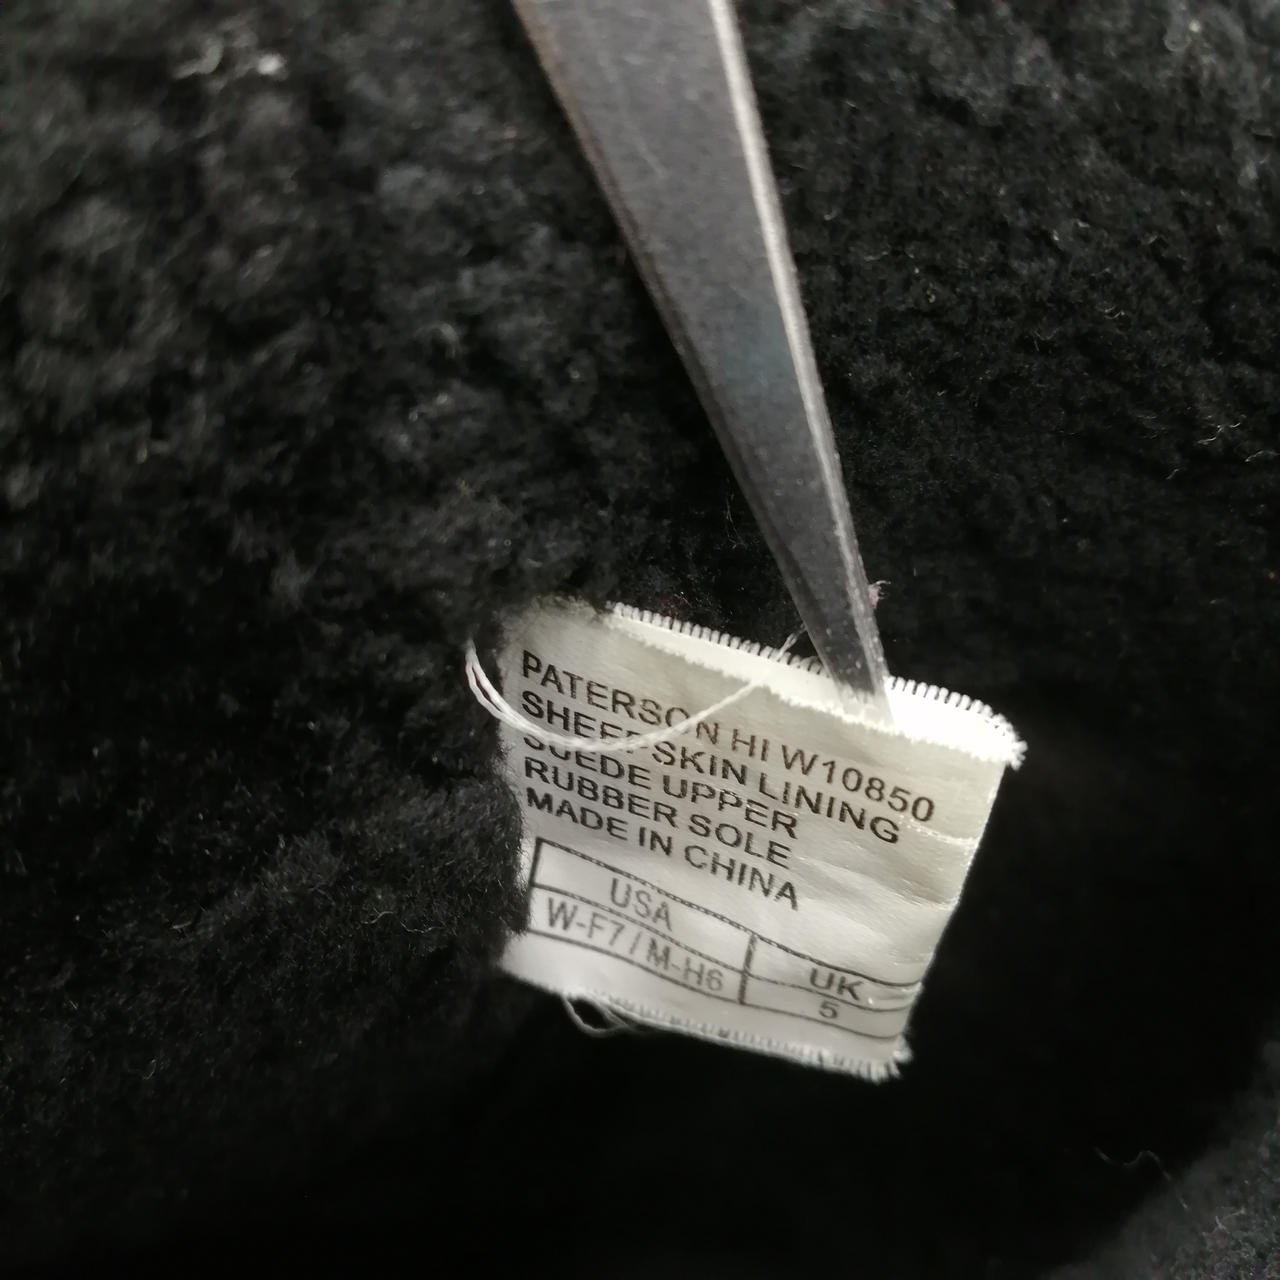 PATERSON HI W10850
SHEEPSKIN LINING
SUEDE UPPER
RUBBER SOLE
MADE IN CHINA
USA
UK
W-F7 / M-H6
5